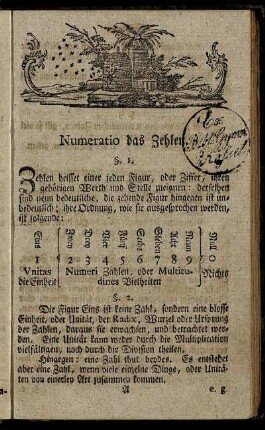 Numeratio das Zehlen
§. 1.
Zehlen heisset einer jeden Figur, oder Ziffer, ihren
gehörigen Werth und Stelle zueignen: derselben
sind neun bedeutliche, die zehende Figur hingegen ist un-
bedeutlich; ihre Ordnung, wie sie ausgesprochen werden,
ist folgende:
Eins Zwey Drey Vier Fünf Sechs Sieben Acht Neun Null
1 2 3 4 5 6 7 8 9 0
Vnitas Numeri Zahlen, oder Multitu- Nichts
die Einheit dines Vielheiten
§. 2.
Die Figur Eins ist keine Zahl, sondern eine blosse
Einheit, oder Unität, der Radix, Wurzel oder Ursprung
der Zahlen, daraus sie erwachsen, und betrachtet wer-
den. Eine Unität kann weder durch die Multiplication
vielfältigen, noch durch die Division theilen.
Hingegen: eine Zahl thut beydes. Es entstehet
aber eine Zahl, wenn viele einzelne Dinge, oder Unitä-
ten von einerley Art zusammen kommen.
A e. g.